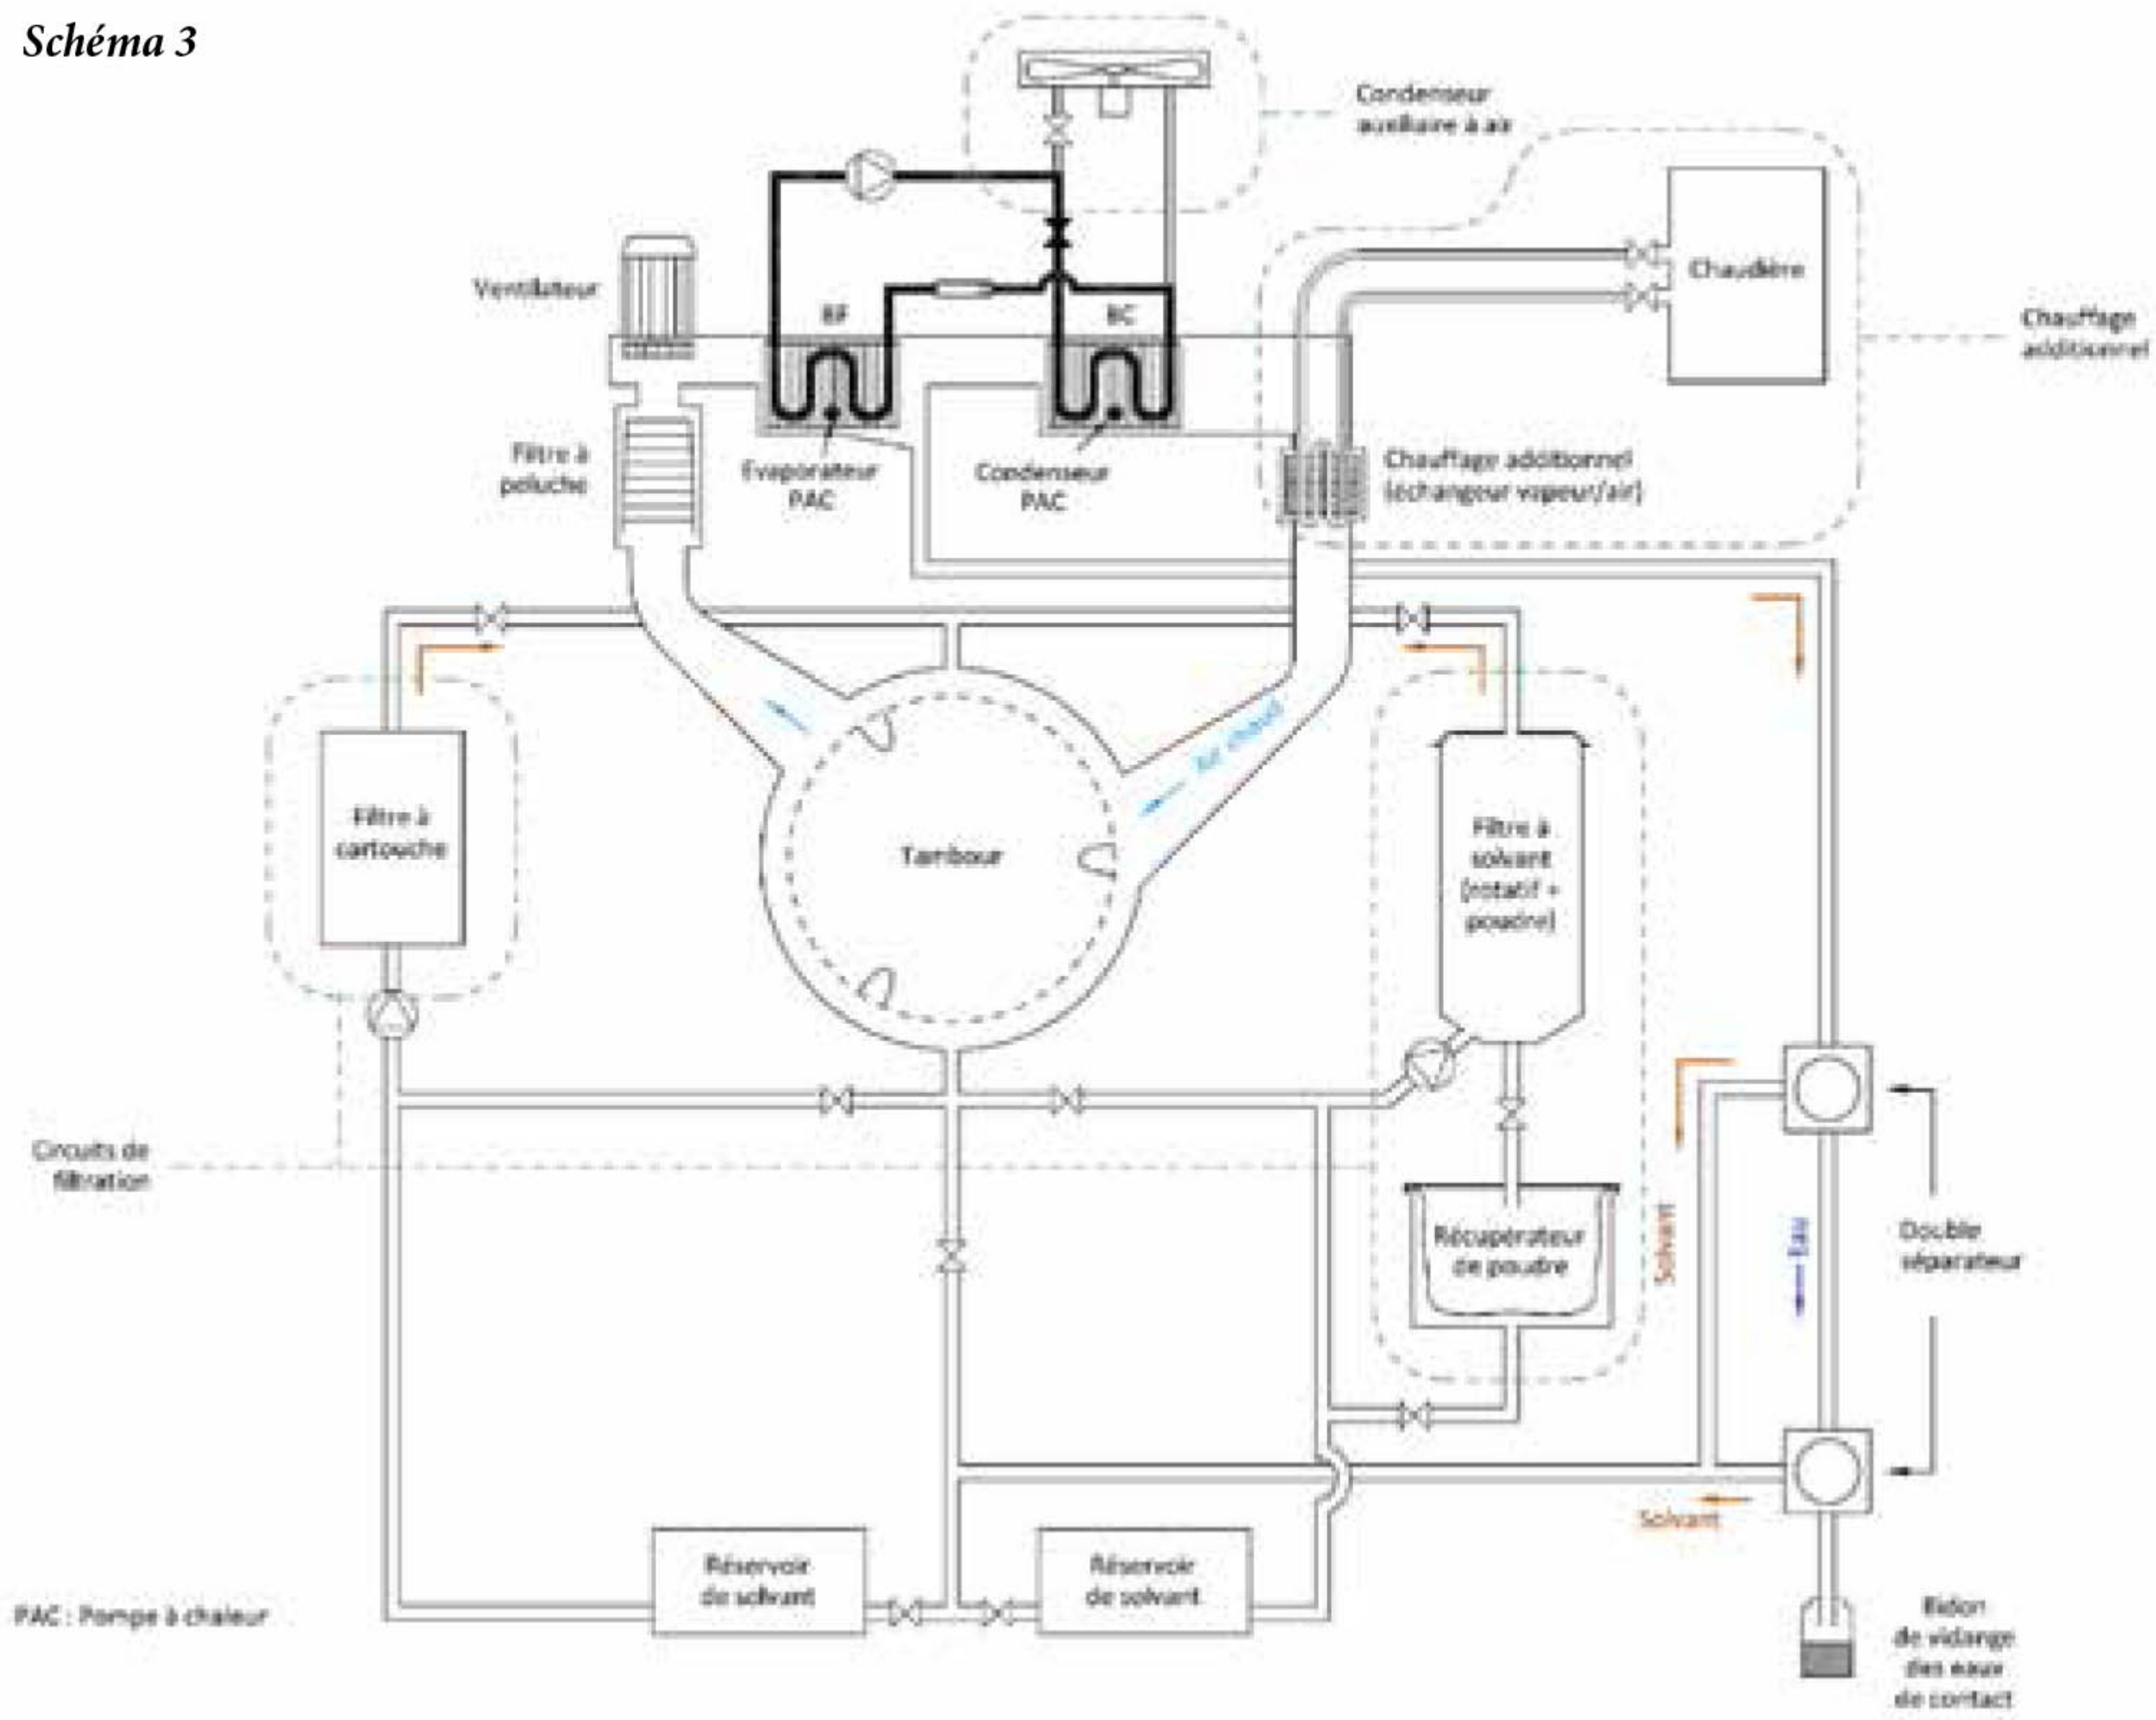 Schéma 3
Condenseur
auxiliaire à air
Ventilateur
BF
BC
Chaudière
Chauffage
additionnel
Filtre à
peluche
Evaporateur
PAC
Condenseur
PAC
Chauffage additionnel
(échangeur vapeur/air)
Air chaud
Filtre à
cartouche
Tambour
Filtre à
solvant
(rotatif +
poudre)
Circuits de
filtration
Récupérateur
de poudre
Solvant
Eau
Double
séparateur
Solvant
Réservoir
de solvant
Réservoir
de solvant
PAC : Pompe à chaleur
Bidon
de vidange
des eaux
de contact